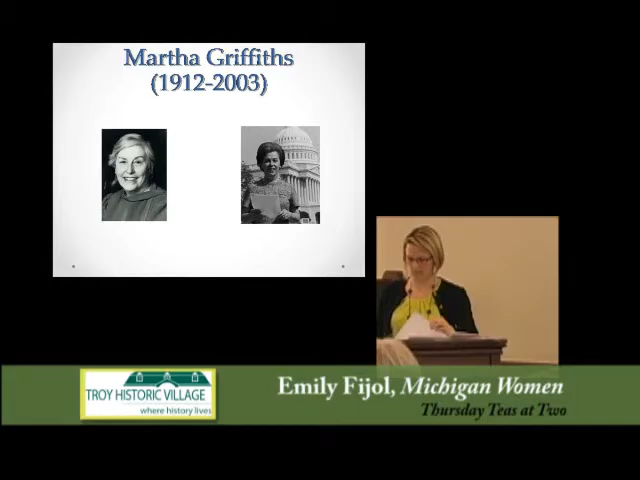 Martha Griffiths
(1912-2003)
TROY HISTORIC VILLAGE
where history lives
Emily Fijol, Michigan Women
Thursday Teas at Two